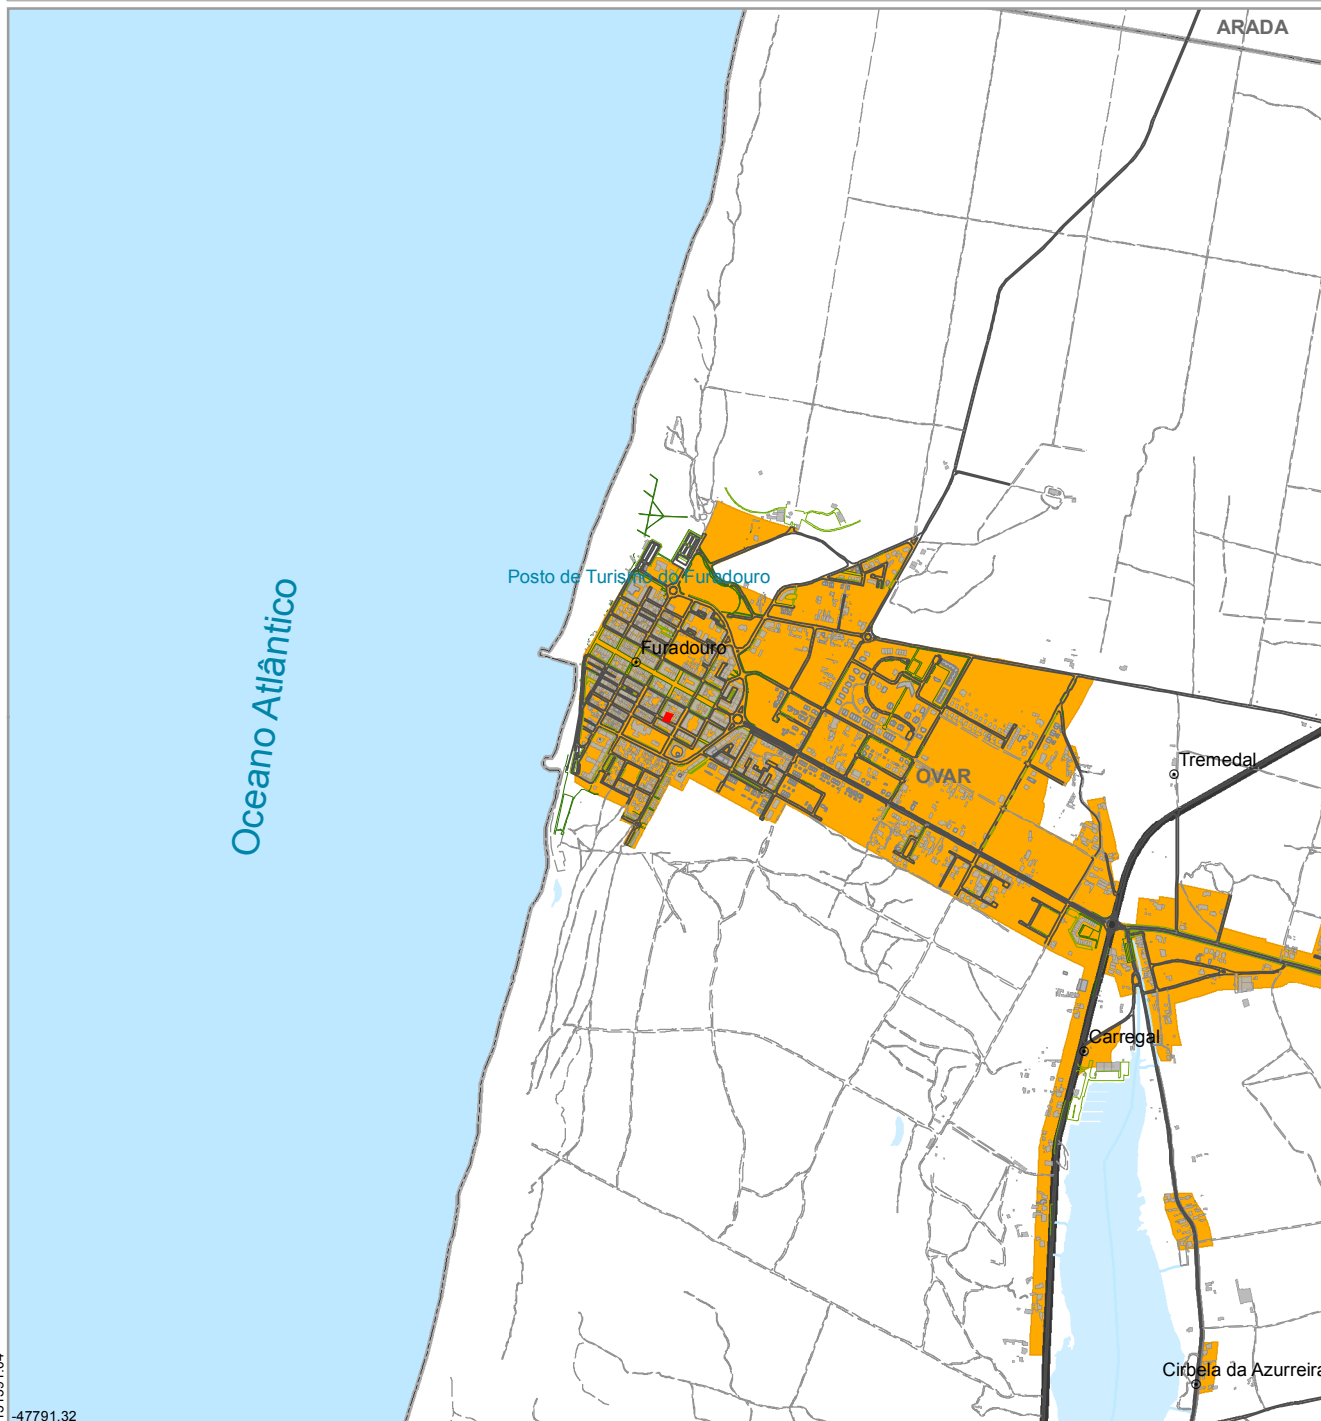 ARADA
Posto de Turismo do Furadouro
Furadouro
Oceano Atlântico
Tremedal
OVAR
Carregal
Cirbela da Azurreira
-47791.32